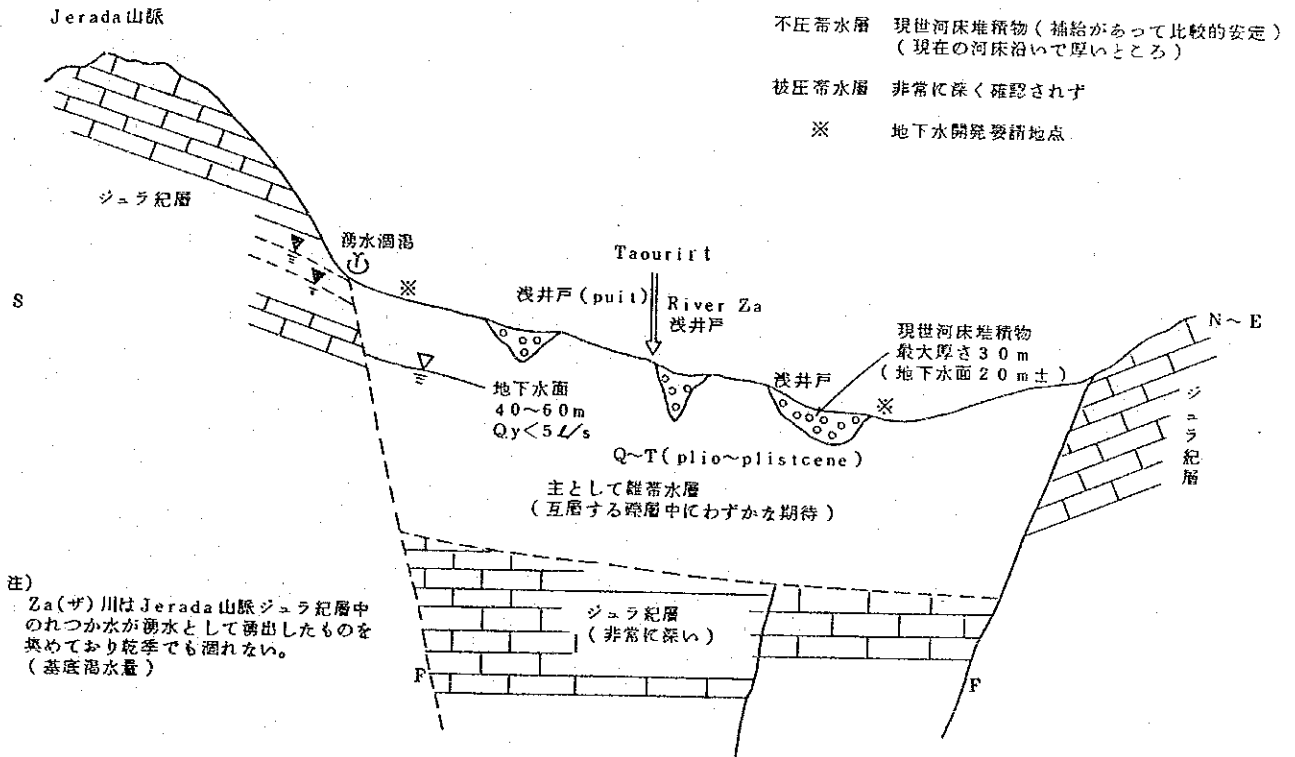 Jerada山脈
不圧帯水層 現世河床堆積物(補給があって比較的安定)
(現在の河床沿いで厚いところ)
被圧帯水層 非常に深く確認されず
※ 地下水開発要請地点
ジュラ紀層
湧水涸渇
※
S
Taourirt
浅井戸(puit)
River Za
浅井戸
浅井戸
現世河床堆積物
最大厚さ30m
(地下水面20m±)
※
N~E
ジュラ紀層
地下水面
40~60m
Qy<5ℓ/s
Q~T(plio~plistcene)
主として難帯水層
(互層する礫層中にわずかな期待)
ジュラ紀層
(非常に深い)
F
F
注)
Za(ザ)川はJerada山脈ジュラ紀層中
のれつか水が湧水として湧出したものを
集めており乾季でも涸れない。
(基底渇水量)